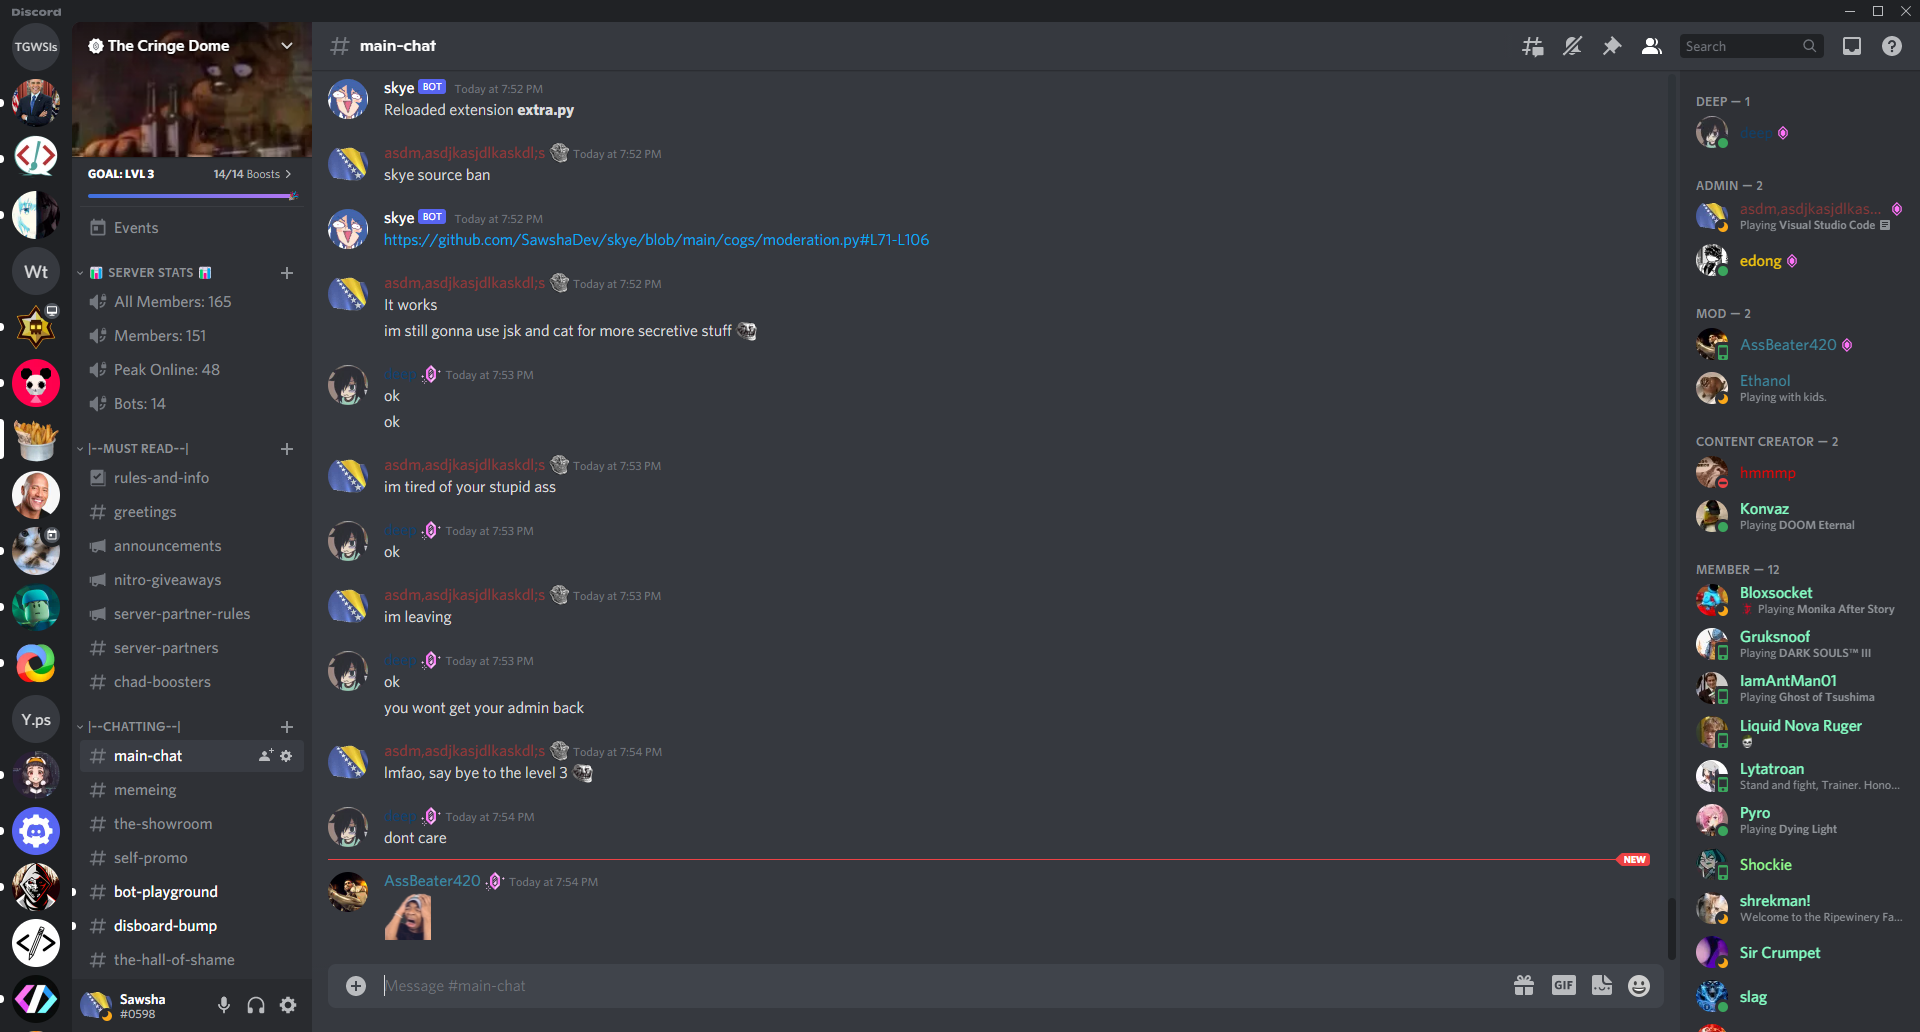 Discord
TGWSIs
Wt
Y.ps
The Cringe Dome
GOAL: LVL 3
14/14 Boosts
Events
SERVER STATS
All Members: 165
Members: 151
Peak Online: 48
Bots: 14
|--MUST READ--|
rules-and-info
greetings
announcements
nitro-giveaways
server-partner-rules
server-partners
chad-boosters
|--CHATTING--|
main-chat
memeing
the-showroom
self-promo
bot-playground
disboard-bump
the-hall-of-shame
Sawsha
#0598
main-chat
Search
skye BOT Today at 7:52 PM
Reloaded extension extra.py
asdm,asdjkasjdlkaskdl;s Today at 7:52 PM
skye source ban
skye BOT Today at 7:52 PM
https://github.com/SawshaDev/skye/blob/main/cogs/moderation.py#L71-L106
asdm,asdjkasjdlkaskdl;s Today at 7:52 PM
It works
im still gonna use jsk and cat for more secretive stuff
deep Today at 7:53 PM
ok
ok
asdm,asdjkasjdlkaskdl;s Today at 7:53 PM
im tired of your stupid ass
deep Today at 7:53 PM
ok
asdm,asdjkasjdlkaskdl;s Today at 7:53 PM
im leaving
deep Today at 7:53 PM
ok
you wont get your admin back
asdm,asdjkasjdlkaskdl;s Today at 7:54 PM
lmfao, say bye to the level 3
deep Today at 7:54 PM
dont care
NEW
AssBeater420 Today at 7:54 PM
Message #main-chat
GIF
DEEP — 1
deep
ADMIN — 2
asdm,asdjkasjdlkas...
Playing Visual Studio Code
edong
MOD — 2
AssBeater420
Ethanol
Playing with kids.
CONTENT CREATOR — 2
hmmmp
Konvaz
Playing DOOM Eternal
MEMBER — 12
Bloxsocket
Playing Monika After Story
Gruksnoof
Playing DARK SOULS™ III
IamAntMan01
Playing Ghost of Tsushima
Liquid Nova Ruger
Lytatroan
Stand and fight, Trainer. Hono...
Pyro
Playing Dying Light
Shockie
shrekman!
Welcome to the Ripewinery Fa...
Sir Crumpet
slag